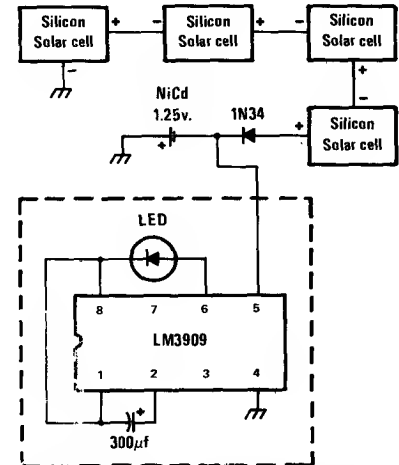 Silicon
Solar cell
+
−
Silicon
Solar cell
+
−
Silicon
Solar cell
−
+
−
NiCd
1.25v.
+
1N34
+
Silicon
Solar cell
LED
8 7 6 5
LM3909
1 2 3 4
+
300µf